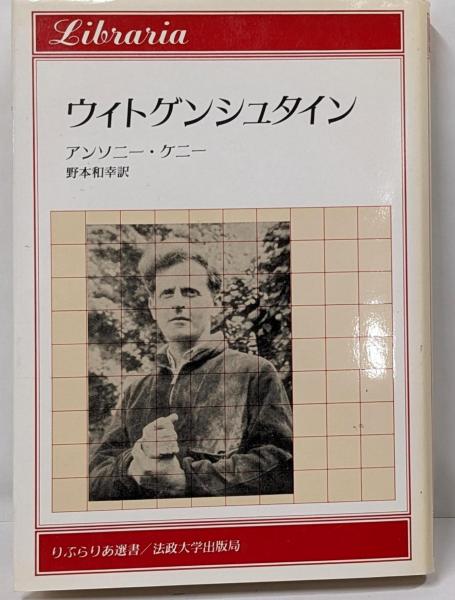 Libraria
ウィトゲンシュタイン
アンソニー・ケニー
野本和幸訳
りぶらりあ選書/法政大学出版局